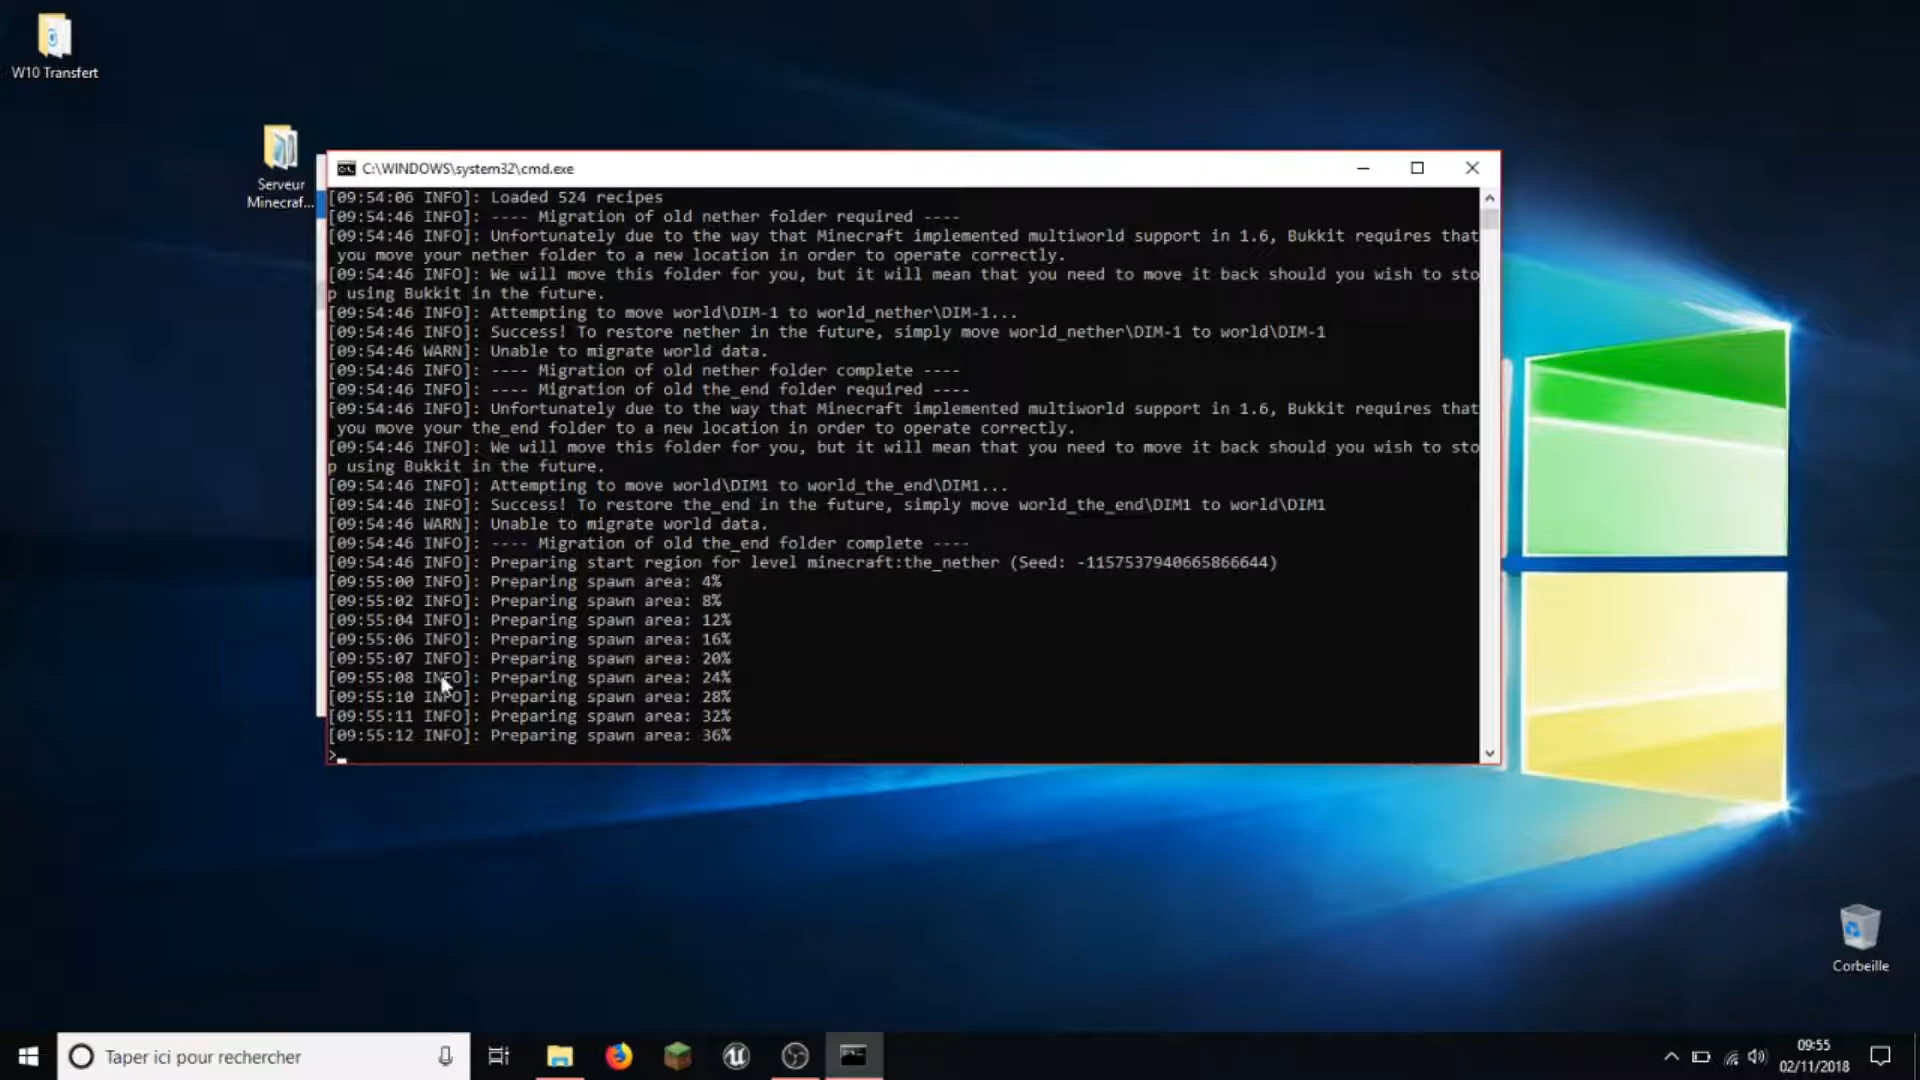 W10 Transfert
Serveur
Minecraf...
C:\WINDOWS\system32\cmd.exe
[09:54:06 INFO]: Loaded 524 recipes
[09:54:46 INFO]: ---- Migration of old nether folder required ----
[09:54:46 INFO]: Unfortunately due to the way that Minecraft implemented multiworld support in 1.6, Bukkit requires that
you move your nether folder to a new location in order to operate correctly.
[09:54:46 INFO]: We will move this folder for you, but it will mean that you need to move it back should you wish to sto
p using Bukkit in the future.
[09:54:46 INFO]: Attempting to move world\DIM-1 to world_nether\DIM-1...
[09:54:46 INFO]: Success! To restore nether in the future, simply move world_nether\DIM-1 to world\DIM-1
[09:54:46 WARN]: Unable to migrate world data.
[09:54:46 INFO]: ---- Migration of old nether folder complete ----
[09:54:46 INFO]: ---- Migration of old the_end folder required ----
[09:54:46 INFO]: Unfortunately due to the way that Minecraft implemented multiworld support in 1.6, Bukkit requires that
you move your the_end folder to a new location in order to operate correctly.
[09:54:46 INFO]: We will move this folder for you, but it will mean that you need to move it back should you wish to sto
p using Bukkit in the future.
[09:54:46 INFO]: Attempting to move world\DIM1 to world_the_end\DIM1...
[09:54:46 INFO]: Success! To restore the_end in the future, simply move world_the_end\DIM1 to world\DIM1
[09:54:46 WARN]: Unable to migrate world data.
[09:54:46 INFO]: ---- Migration of old the_end folder complete ----
[09:54:46 INFO]: Preparing start region for level minecraft:the_nether (Seed: -1157537940665866644)
[09:55:00 INFO]: Preparing spawn area: 4%
[09:55:02 INFO]: Preparing spawn area: 8%
[09:55:04 INFO]: Preparing spawn area: 12%
[09:55:06 INFO]: Preparing spawn area: 16%
[09:55:07 INFO]: Preparing spawn area: 20%
[09:55:08 INFO]: Preparing spawn area: 24%
[09:55:10 INFO]: Preparing spawn area: 28%
[09:55:11 INFO]: Preparing spawn area: 32%
[09:55:12 INFO]: Preparing spawn area: 36%
>
Corbeille
Taper ici pour rechercher
09:55
02/11/2018